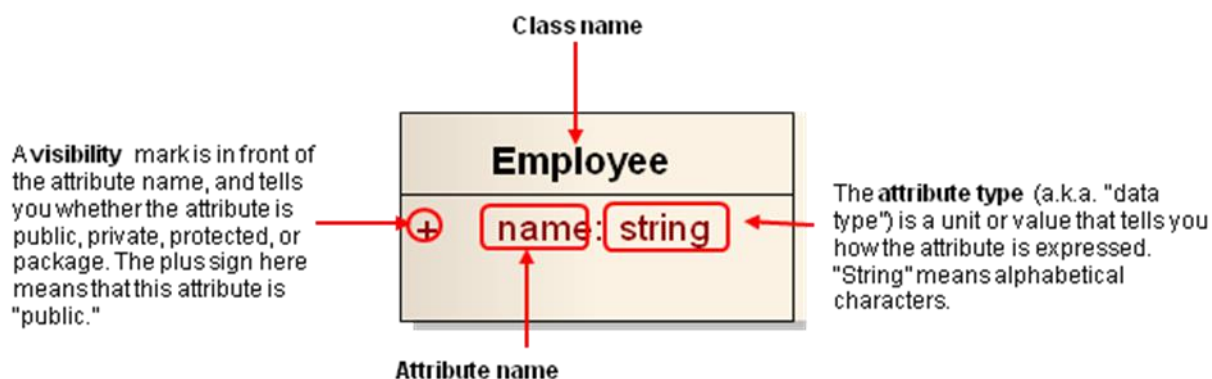 Class name
A visibility mark is in front of
the attribute name, and tells
you whether the attribute is
public, private, protected, or
package. The plus sign here
means that this attribute is
"public."
Employee
+ name: string
The attribute type (a.k.a. "data
type") is a unit or value that tells you
how the attribute is expressed.
"String" means alphabetical
characters.
Attribute name